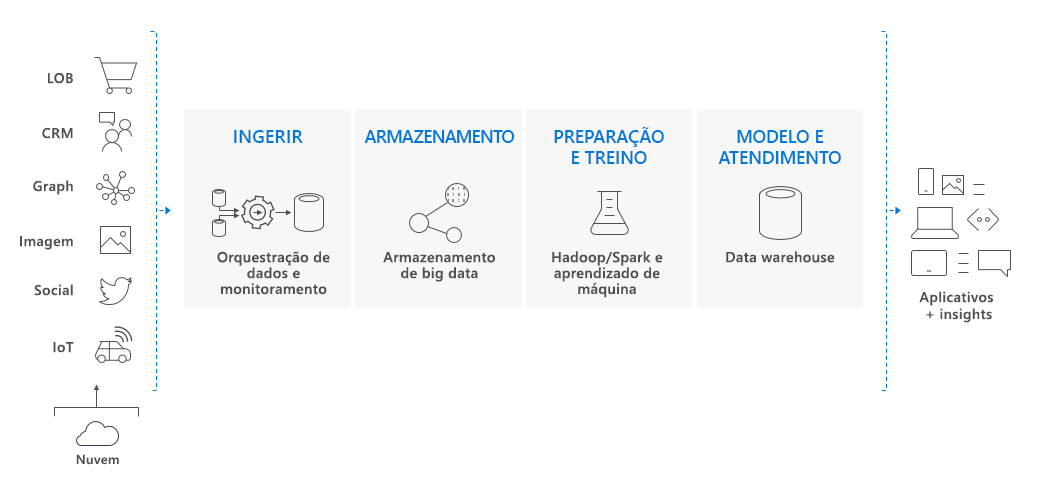 LOB
CRM
Graph
Imagem
Social
IoT
Nuvem
INGERIR
Orquestração de
dados e
monitoramento
ARMAZENAMENTO
Armazenamento
de big data
PREPARAÇÃO
E TREINO
Hadoop/Spark e
aprendizado de
máquina
MODELO E
ATENDIMENTO
Data warehouse
Aplicativos
+ insights